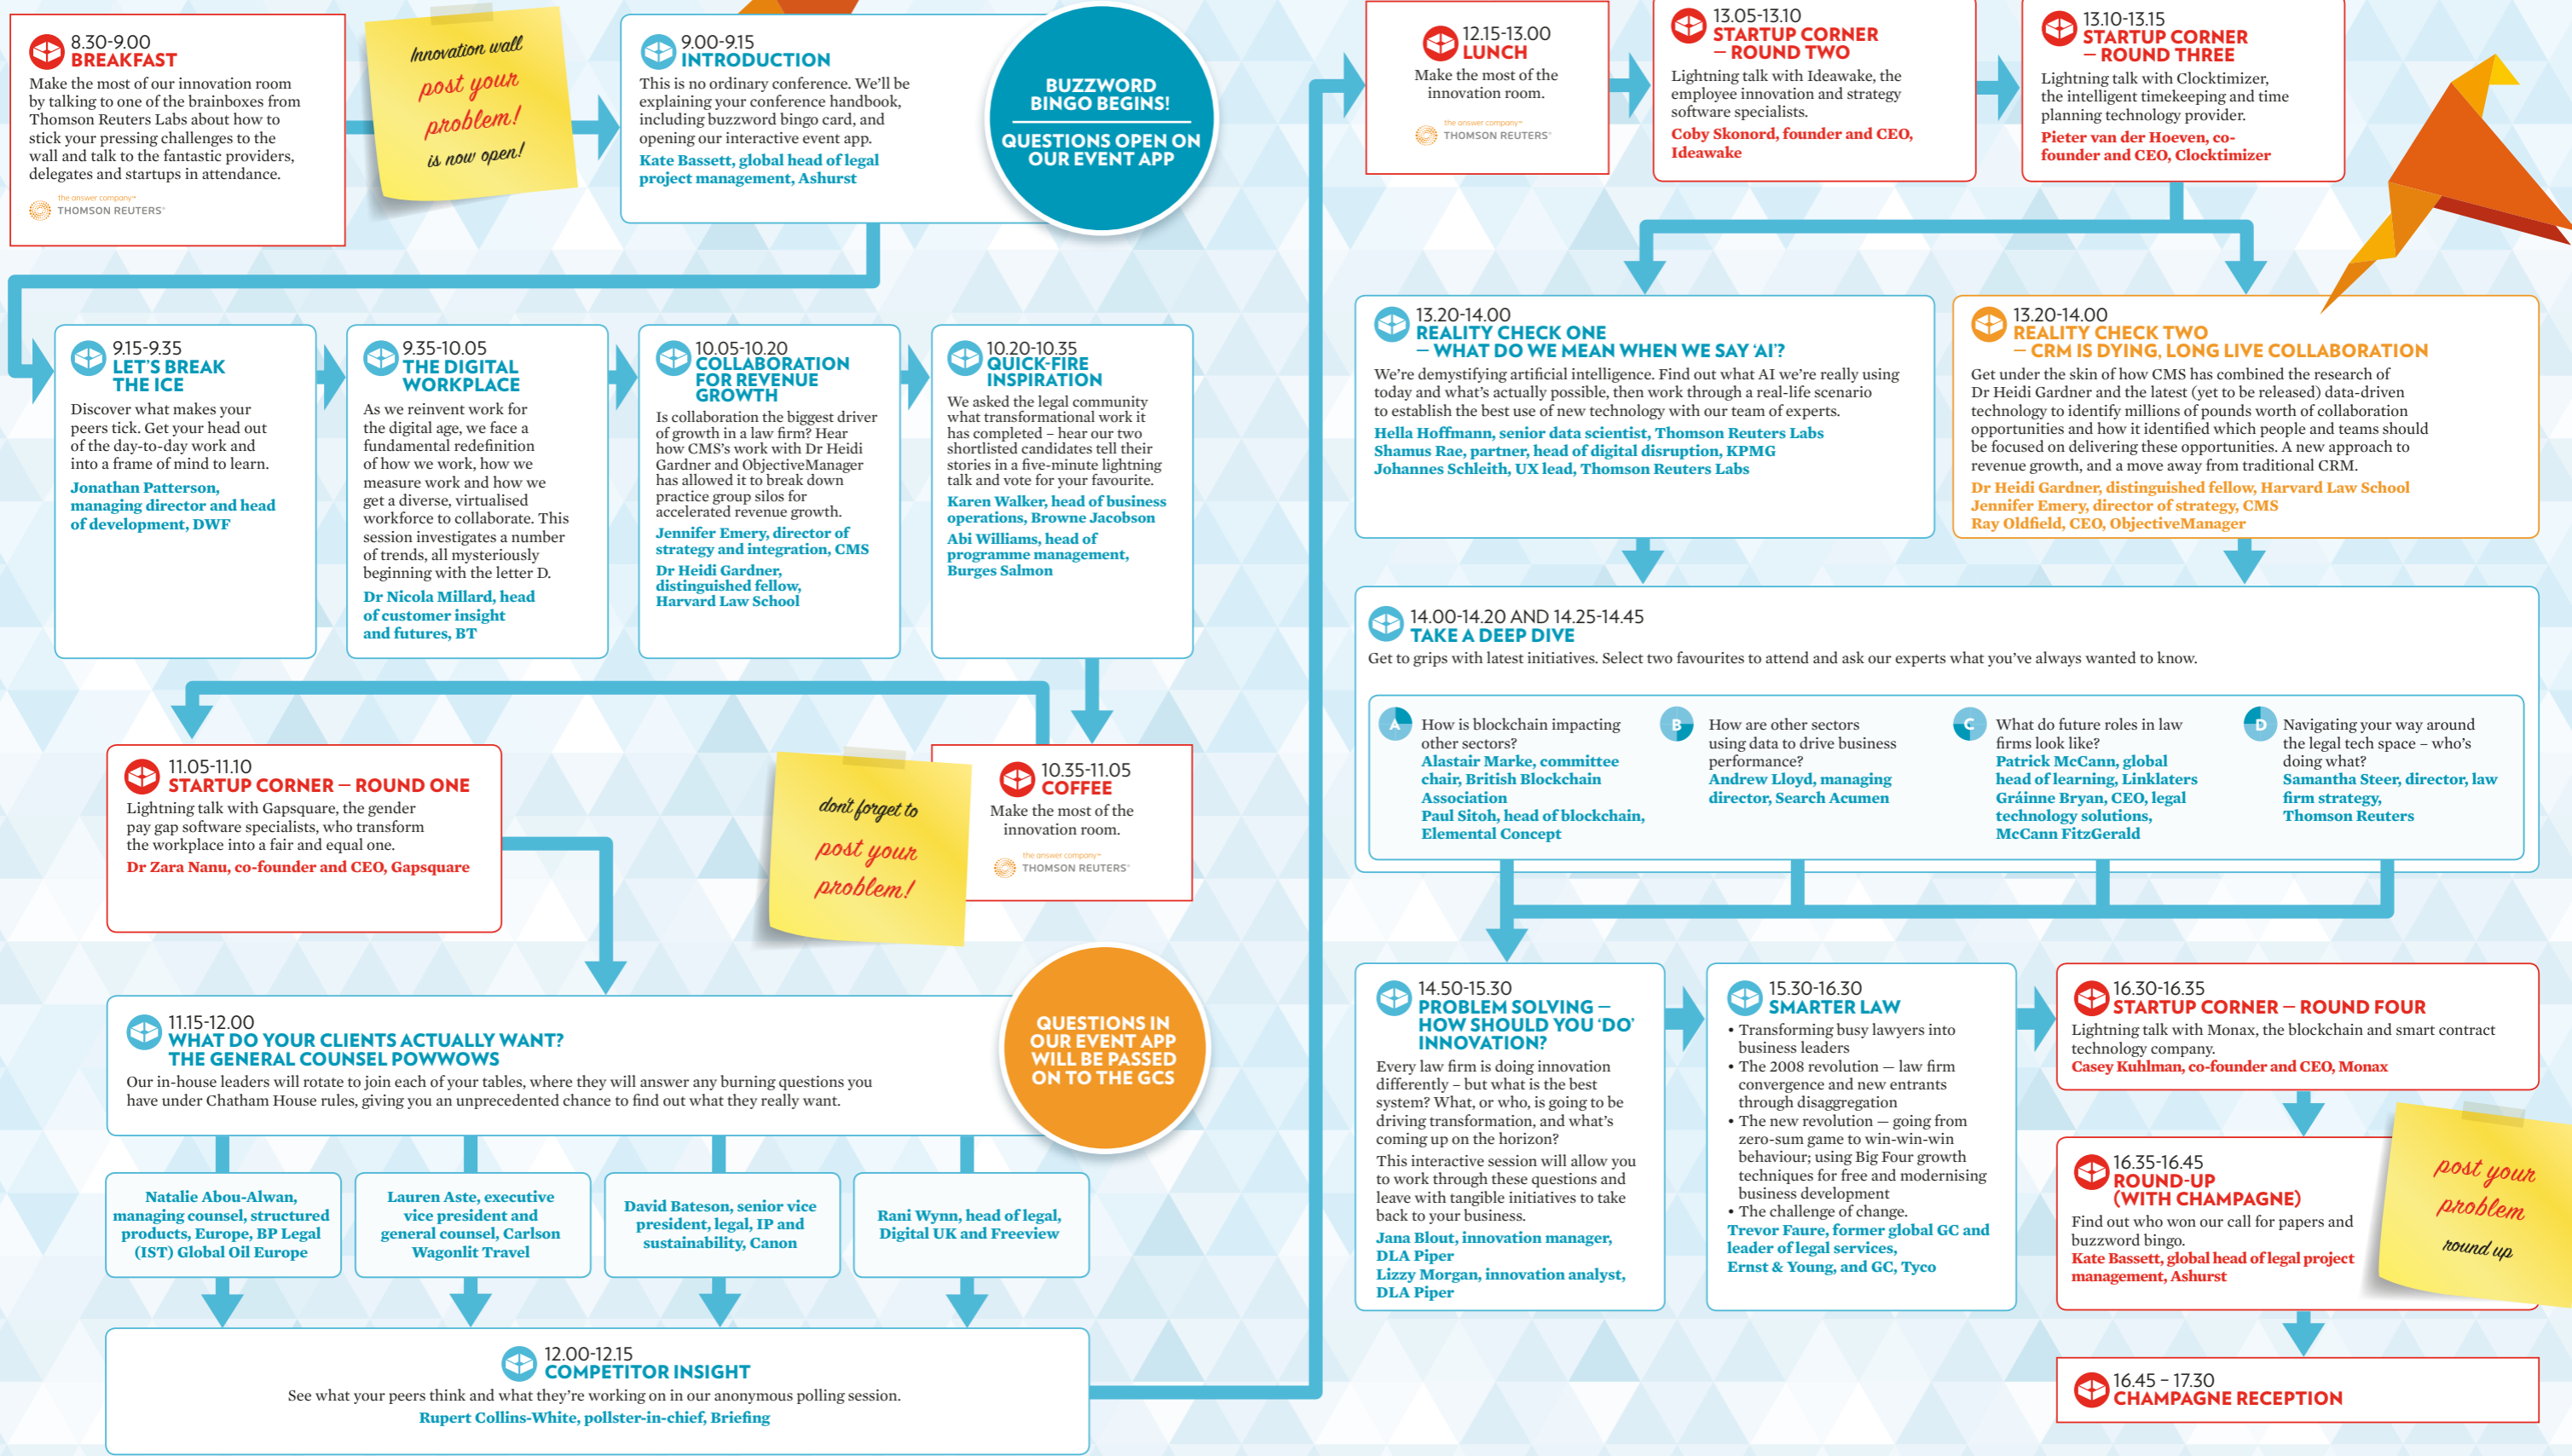 8.30-9.00
BREAKFAST
Make the most of our innovation room
by talking to one of the brainboxes from
Thomson Reuters Labs about how to
stick your pressing challenges to the
wall and talk to the fantastic providers,
delegates and startups in attendance.
the answer company™
THOMSON REUTERS®
Innovation wall
post your
problem!
is now open!
9.00-9.15
INTRODUCTION
This is no ordinary conference. We'll be
explaining your conference handbook,
including buzzword bingo card, and
opening our interactive event app.
Kate Bassett, global head of legal
project management, Ashurst
BUZZWORD
BINGO BEGINS!
QUESTIONS OPEN ON
OUR EVENT APP
9.15-9.35
LET'S BREAK
THE ICE
Discover what makes your
peers tick. Get your head out
of the day-to-day work and
into a frame of mind to learn.
Jonathan Patterson,
managing director and head
of development, DWF
9.35-10.05
THE DIGITAL
WORKPLACE
As we reinvent work for
the digital age, we face a
fundamental redefinition
of how we work, how we
measure work and how we
get a diverse, virtualised
workforce to collaborate. This
session investigates a number
of trends, all mysteriously
beginning with the letter D.
Dr Nicola Millard, head
of customer insight
and futures, BT
10.05-10.20
COLLABORATION
FOR REVENUE
GROWTH
Is collaboration the biggest driver
of growth in a law firm? Hear
how CMS's work with Dr Heidi
Gardner and ObjectiveManager
has allowed it to break down
practice group silos for
accelerated revenue growth.
Jennifer Emery, director of
strategy and integration, CMS
Dr Heidi Gardner,
distinguished fellow,
Harvard Law School
10.20-10.35
QUICK-FIRE
INSPIRATION
We asked the legal community
what transformational work it
has completed – hear our two
shortlisted candidates tell their
stories in a five-minute lightning
talk and vote for your favourite.
Karen Walker, head of business
operations, Browne Jacobson
Abi Williams, head of
programme management,
Burges Salmon
10.35-11.05
COFFEE
Make the most of the
innovation room.
the answer company™
THOMSON REUTERS®
don't forget to
post your
problem!
11.05-11.10
STARTUP CORNER – ROUND ONE
Lightning talk with Gapsquare, the gender
pay gap software specialists, who transform
the workplace into a fair and equal one.
Dr Zara Nanu, co-founder and CEO, Gapsquare
11.15-12.00
WHAT DO YOUR CLIENTS ACTUALLY WANT?
THE GENERAL COUNSEL POWWOWS
Our in-house leaders will rotate to join each of your tables, where they will answer any burning questions you
have under Chatham House rules, giving you an unprecedented chance to find out what they really want.
QUESTIONS IN
OUR EVENT APP
WILL BE PASSED
ON TO THE GCS
Natalie Abou-Alwan,
managing counsel, structured
products, Europe, BP Legal
(IST) Global Oil Europe
Lauren Aste, executive
vice president and
general counsel, Carlson
Wagonlit Travel
David Bateson, senior vice
president, legal, IP and
sustainability, Canon
Rani Wynn, head of legal,
Digital UK and Freeview
12.00-12.15
COMPETITOR INSIGHT
See what your peers think and what they're working on in our anonymous polling session.
Rupert Collins-White, pollster-in-chief, Briefing
12.15-13.00
LUNCH
Make the most of the
innovation room.
the answer company™
THOMSON REUTERS®
13.05-13.10
STARTUP CORNER
– ROUND TWO
Lightning talk with Ideawake, the
employee innovation and strategy
software specialists.
Coby Skonord, founder and CEO,
Ideawake
13.10-13.15
STARTUP CORNER
– ROUND THREE
Lightning talk with Clocktimizer,
the intelligent timekeeping and time
planning technology provider.
Pieter van der Hoeven, co-
founder and CEO, Clocktimizer
13.20-14.00
REALITY CHECK ONE
– WHAT DO WE MEAN WHEN WE SAY 'AI'?
We're demystifying artificial intelligence. Find out what AI we're really using
today and what's actually possible, then work through a real-life scenario
to establish the best use of new technology with our team of experts.
Hella Hoffmann, senior data scientist, Thomson Reuters Labs
Shamus Rae, partner, head of digital disruption, KPMG
Johannes Schleith, UX lead, Thomson Reuters Labs
13.20-14.00
REALITY CHECK TWO
– CRM IS DYING, LONG LIVE COLLABORATION
Get under the skin of how CMS has combined the research of
Dr Heidi Gardner and the latest (yet to be released) data-driven
technology to identify millions of pounds worth of collaboration
opportunities and how it identified which people and teams should
be focused on delivering these opportunities. A new approach to
revenue growth, and a move away from traditional CRM.
Dr Heidi Gardner, distinguished fellow, Harvard Law School
Jennifer Emery, director of strategy, CMS
Ray Oldfield, CEO, ObjectiveManager
14.00-14.20 AND 14.25-14.45
TAKE A DEEP DIVE
Get to grips with latest initiatives. Select two favourites to attend and ask our experts what you've always wanted to know.
A
How is blockchain impacting
other sectors?
Alastair Marke, committee
chair, British Blockchain
Association
Paul Sitoh, head of blockchain,
Elemental Concept
B
How are other sectors
using data to drive business
performance?
Andrew Lloyd, managing
director, Search Acumen
C
What do future roles in law
firms look like?
Patrick McCann, global
head of learning, Linklaters
Gráinne Bryan, CEO, legal
technology solutions,
McCann FitzGerald
D
Navigating your way around
the legal tech space – who's
doing what?
Samantha Steer, director, law
firm strategy,
Thomson Reuters
14.50-15.30
PROBLEM SOLVING –
HOW SHOULD YOU 'DO'
INNOVATION?
Every law firm is doing innovation
differently – but what is the best
system? What, or who, is going to be
driving transformation, and what's
coming up on the horizon?
This interactive session will allow you
to work through these questions and
leave with tangible initiatives to take
back to your business.
Jana Blout, innovation manager,
DLA Piper
Lizzy Morgan, innovation analyst,
DLA Piper
15.30-16.30
SMARTER LAW
• Transforming busy lawyers into
business leaders
• The 2008 revolution — law firm
convergence and new entrants
through disaggregation
• The new revolution — going from
zero-sum game to win-win-win
behaviour; using Big Four growth
techniques for free and modernising
business development
• The challenge of change.
Trevor Faure, former global GC and
leader of legal services,
Ernst & Young, and GC, Tyco
16.30-16.35
STARTUP CORNER – ROUND FOUR
Lightning talk with Monax, the blockchain and smart contract
technology company.
Casey Kuhlman, co-founder and CEO, Monax
16.35-16.45
ROUND-UP
(WITH CHAMPAGNE)
Find out who won our call for papers and
buzzword bingo.
Kate Bassett, global head of legal project
management, Ashurst
post your
problem
round up
16.45 – 17.30
CHAMPAGNE RECEPTION